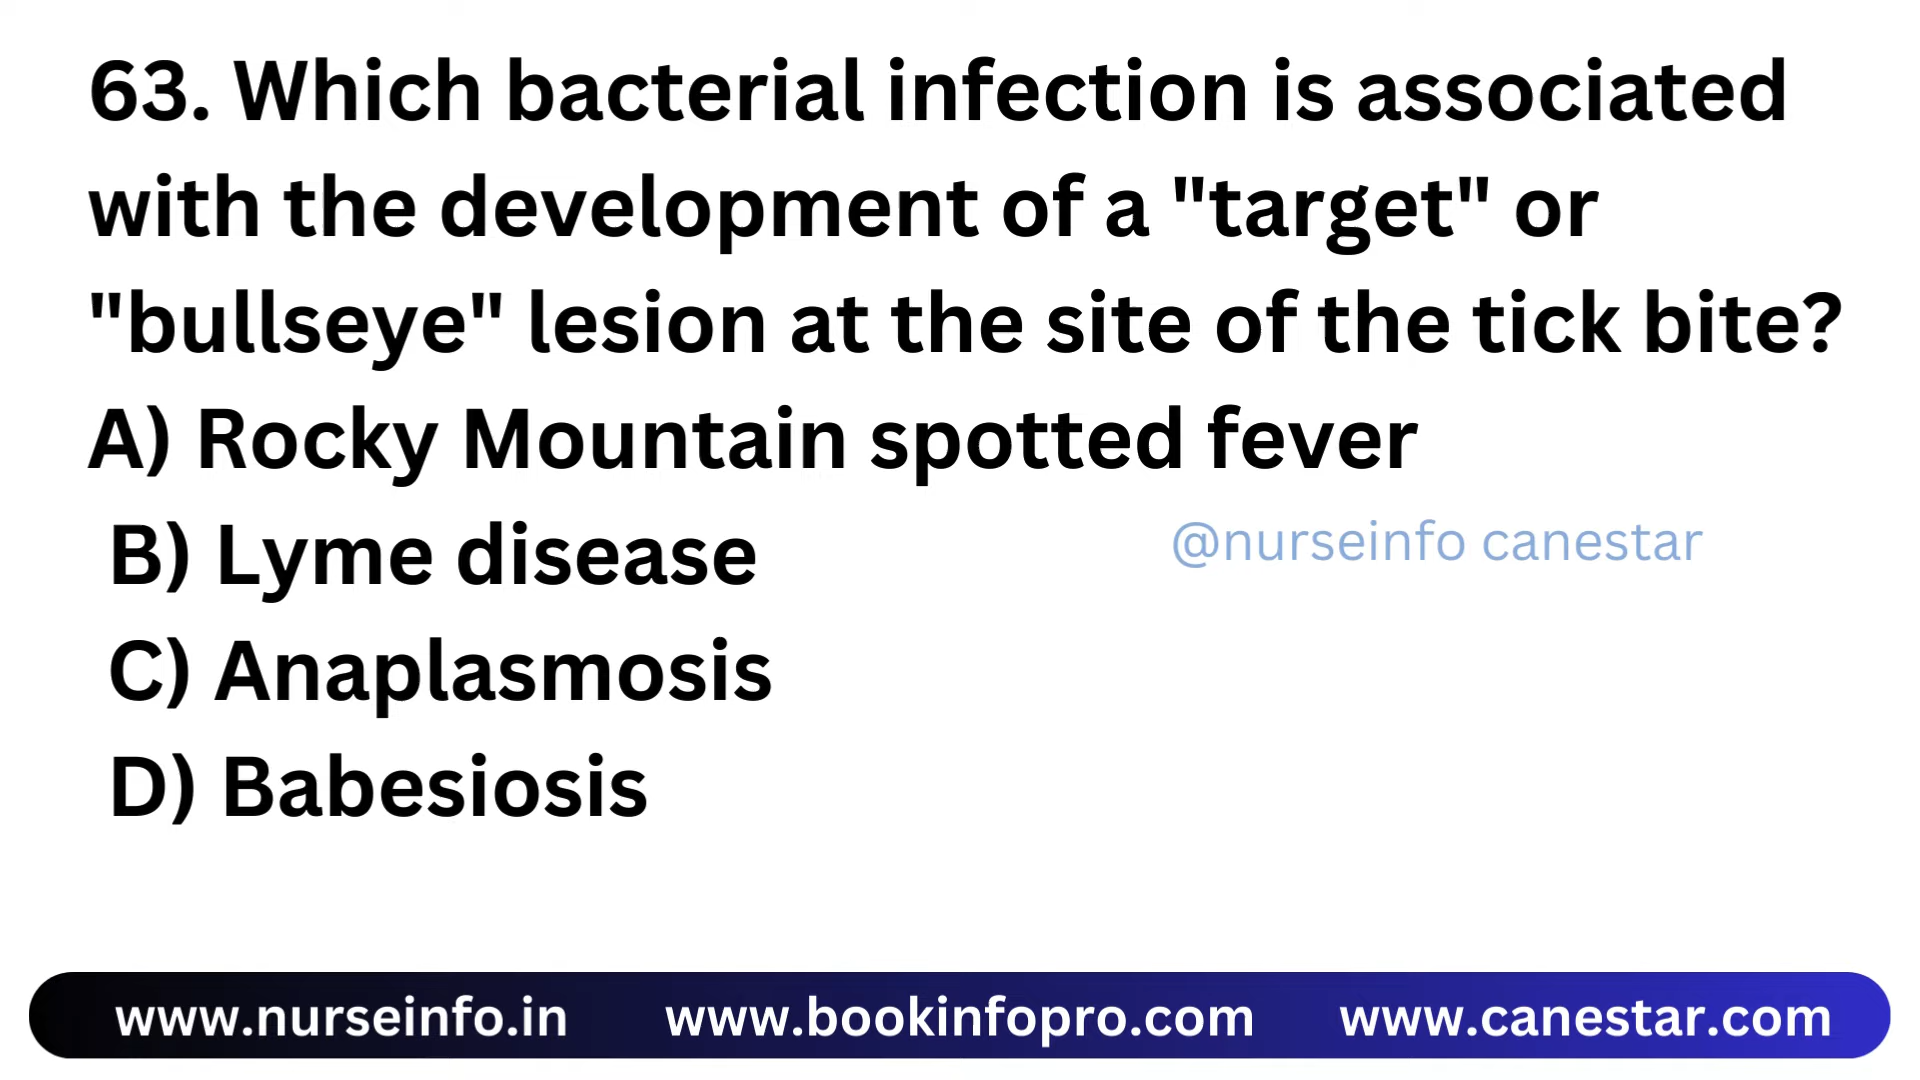 63. Which bacterial infection is associated
with the development of a "target" or
"bullseye" lesion at the site of the tick bite?
A) Rocky Mountain spotted fever
B) Lyme disease
@nurseinfo canestar
C) Anaplasmosis
D) Babesiosis
www.nurseinfo.in www.bookinfopro.com www.canestar.com